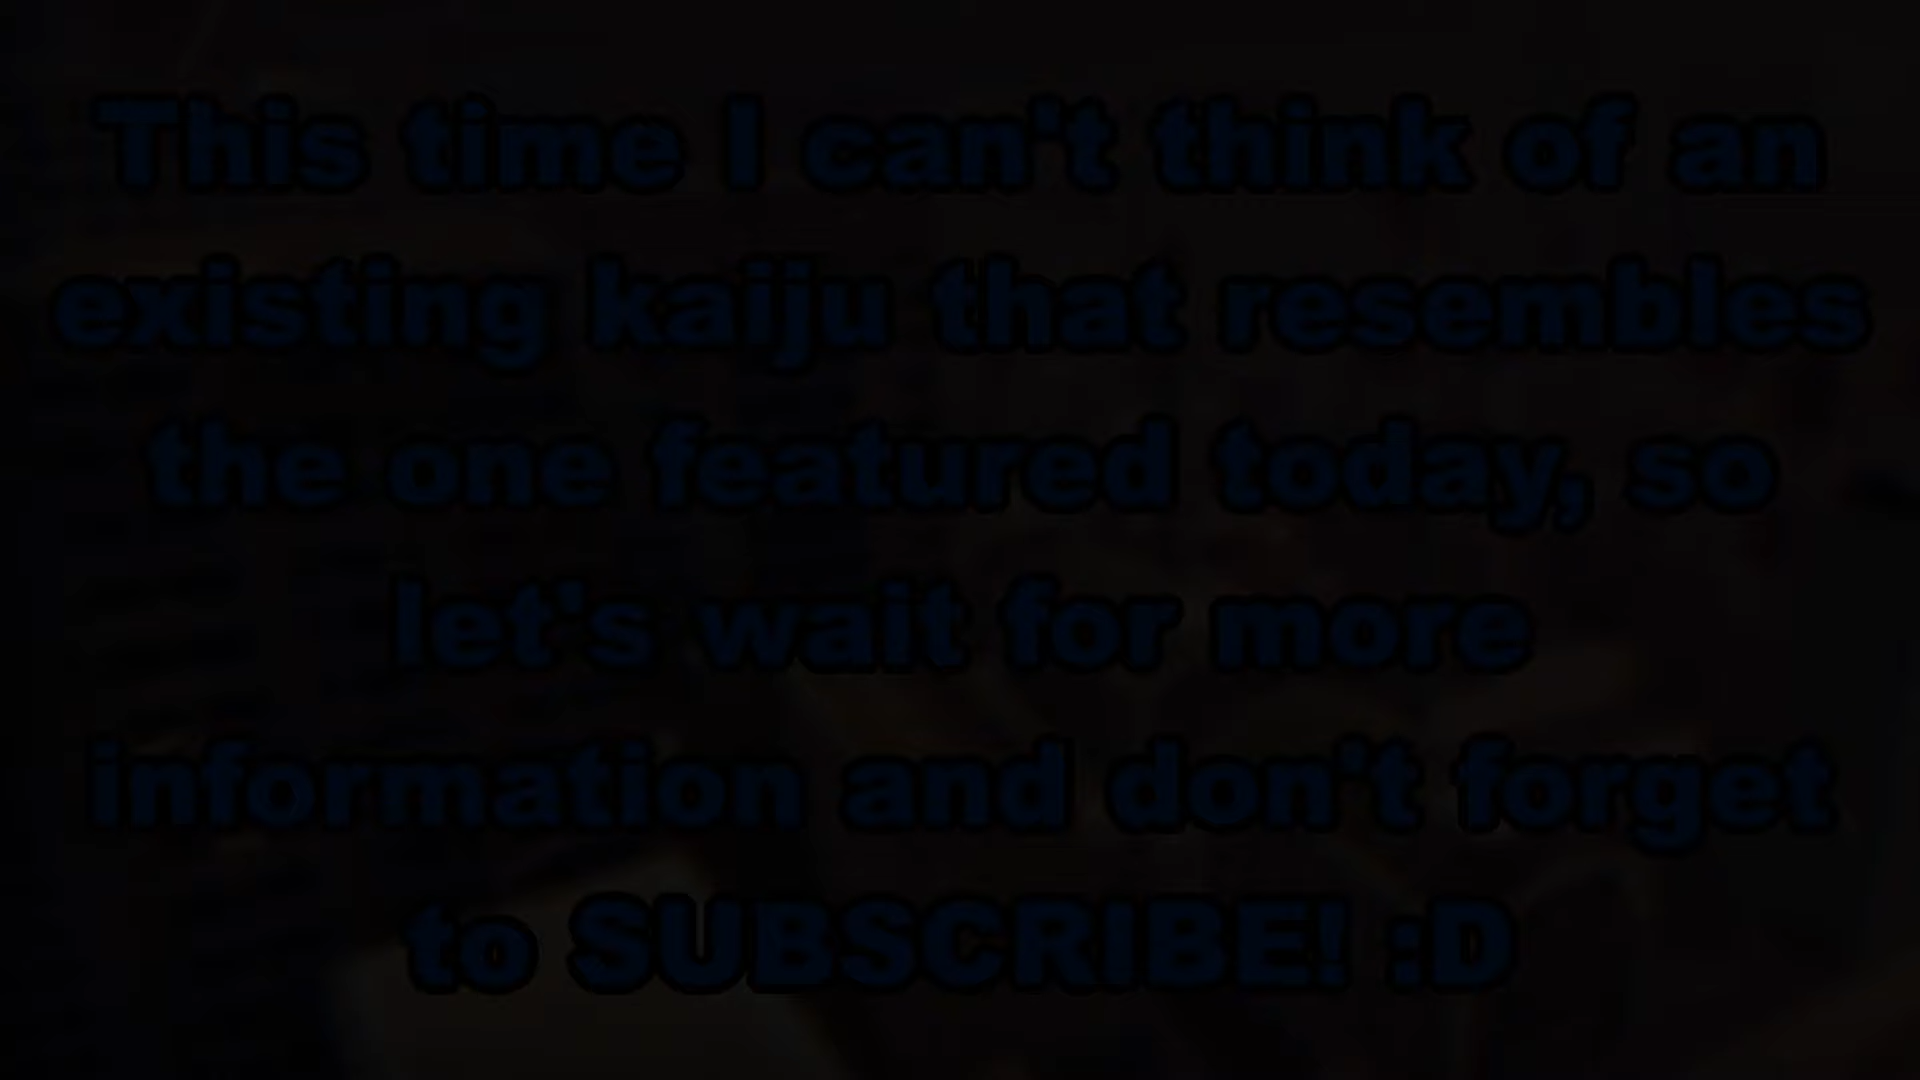 This time I can't think of an
existing kaiju that resembles
the one featured today, so
let's wait for more
information and don't forget
to SUBSCRIBE! :D